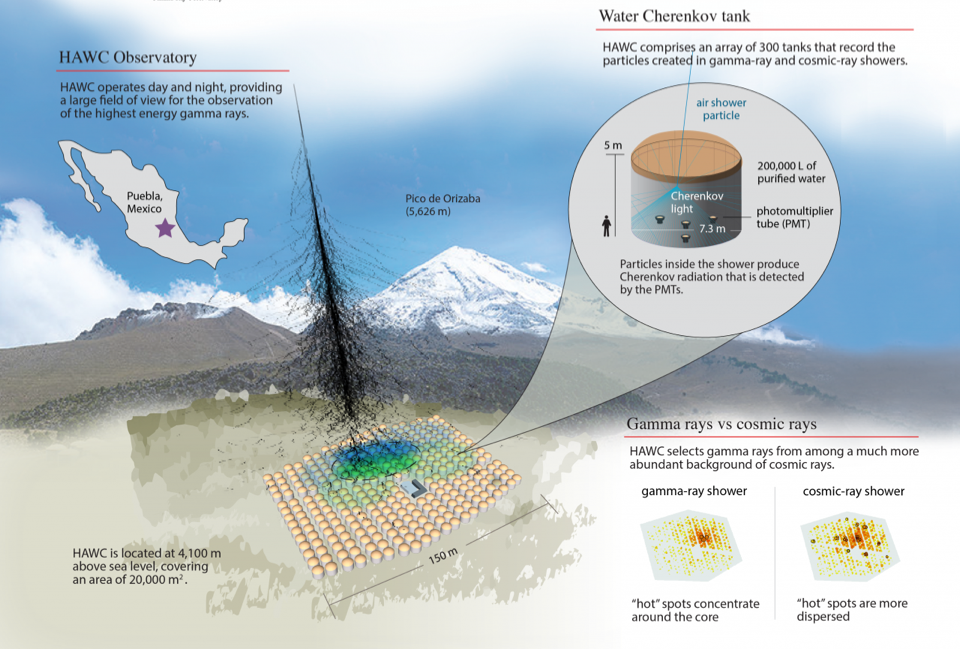 HAWC Observatory
HAWC operates day and night, providing
a large field of view for the observation
of the highest energy gamma rays.
Puebla,
Mexico
Pico de Orizaba
(5,626 m)
Water Cherenkov tank
HAWC comprises an array of 300 tanks that record the
particles created in gamma-ray and cosmic-ray showers.
air shower
particle
5 m
200,000 L of
purified water
Cherenkov
light
photomultiplier
tube (PMT)
7.3 m
Particles inside the shower produce
Cherenkov radiation that is detected
by the PMTs.
HAWC is located at 4,100 m
above sea level, covering
an area of 20,000 m².
150 m
Gamma rays vs cosmic rays
HAWC selects gamma rays from among a much more
abundant background of cosmic rays.
gamma-ray shower
cosmic-ray shower
"hot" spots concentrate
around the core
"hot" spots are more
dispersed